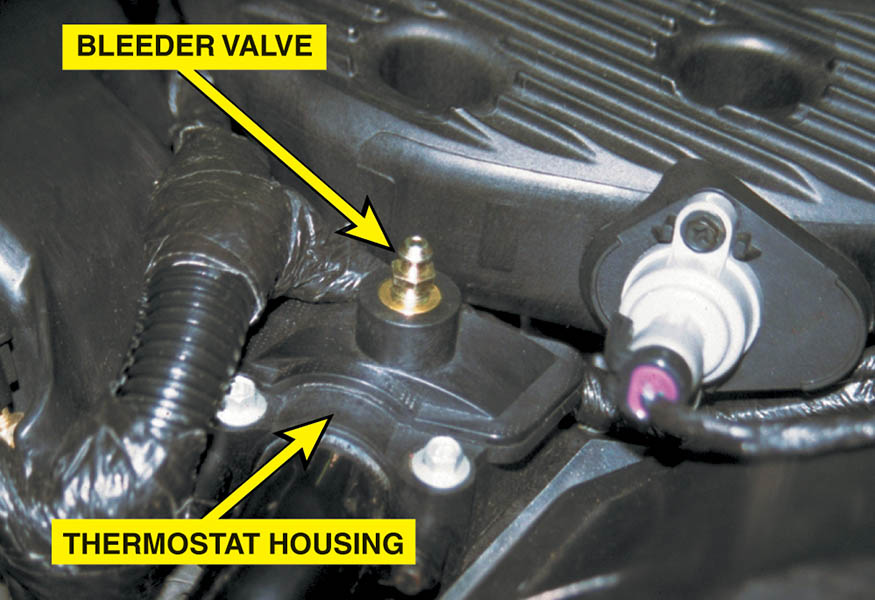 BLEEDER VALVE
THERMOSTAT HOUSING